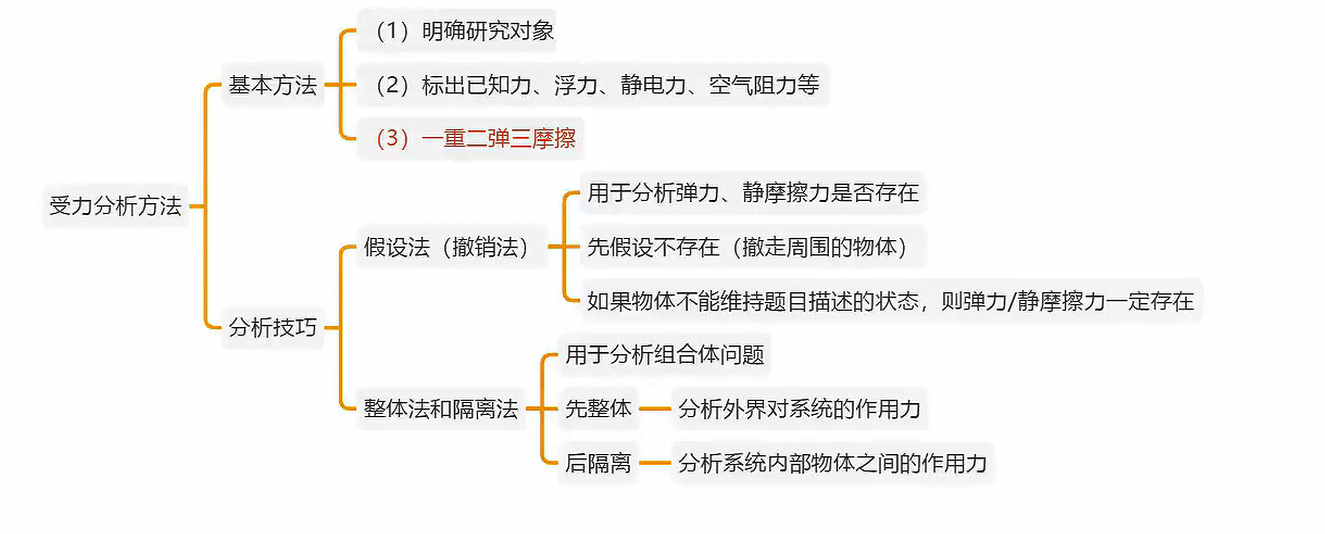 受力分析方法
基本方法
（1）明确研究对象
（2）标出已知力、浮力、静电力、空气阻力等
（3）一重二弹三摩擦
分析技巧
假设法（撤销法）
用于分析弹力、静摩擦力是否存在
先假设不存在（撤走周围的物体）
如果物体不能维持题目描述的状态，则弹力/静摩擦力一定存在
整体法和隔离法
用于分析组合体问题
先整体
分析外界对系统的作用力
后隔离
分析系统内部物体之间的作用力